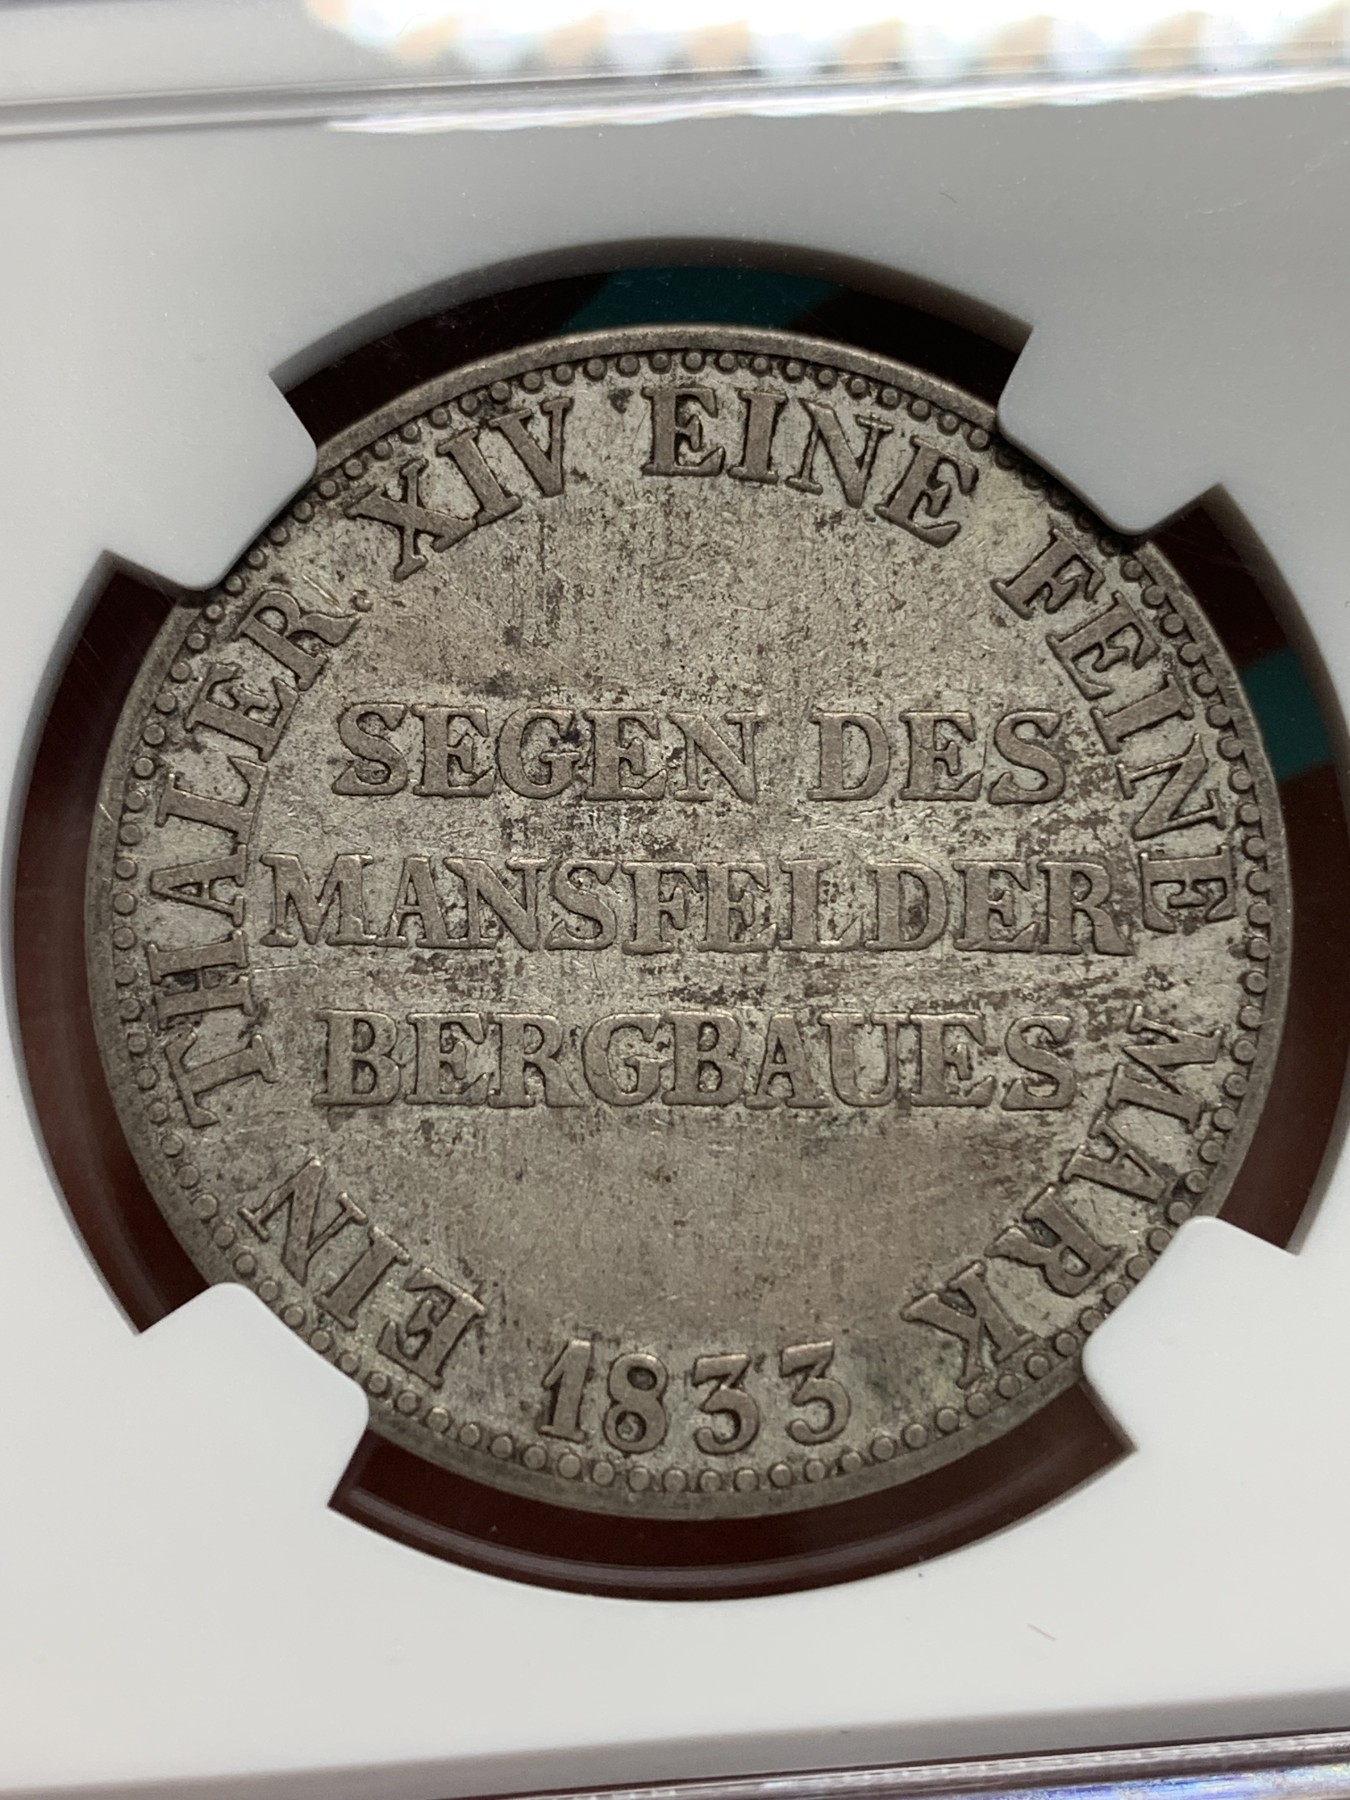 EIN THALER XIV EINE FEINE MARK
SEGEN DES
MANSFELDER
BERGBAUES
1833